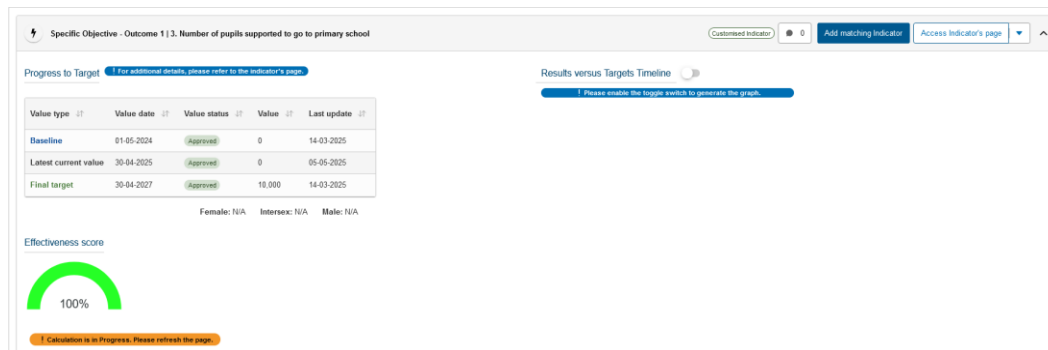 Specific Objective - Outcome 1 | 3. Number of pupils supported to go to primary school
Customised Indicator 0 Add matching Indicator Access Indicator's page
Progress to Target ! For additional details, please refer to the indicator's page.
Results versus Targets Timeline
! Please enable the toggle switch to generate the graph.
Value type Value date Value status Value Last update
Baseline 01-05-2024 Approved 0 14-03-2025
Latest current value 30-04-2025 Approved 0 05-05-2025
Final target 30-04-2027 Approved 10,000 14-03-2025
Female: N/A Intersex: N/A Male: N/A
Effectiveness score
100%
! Calculation is in Progress. Please refresh the page.